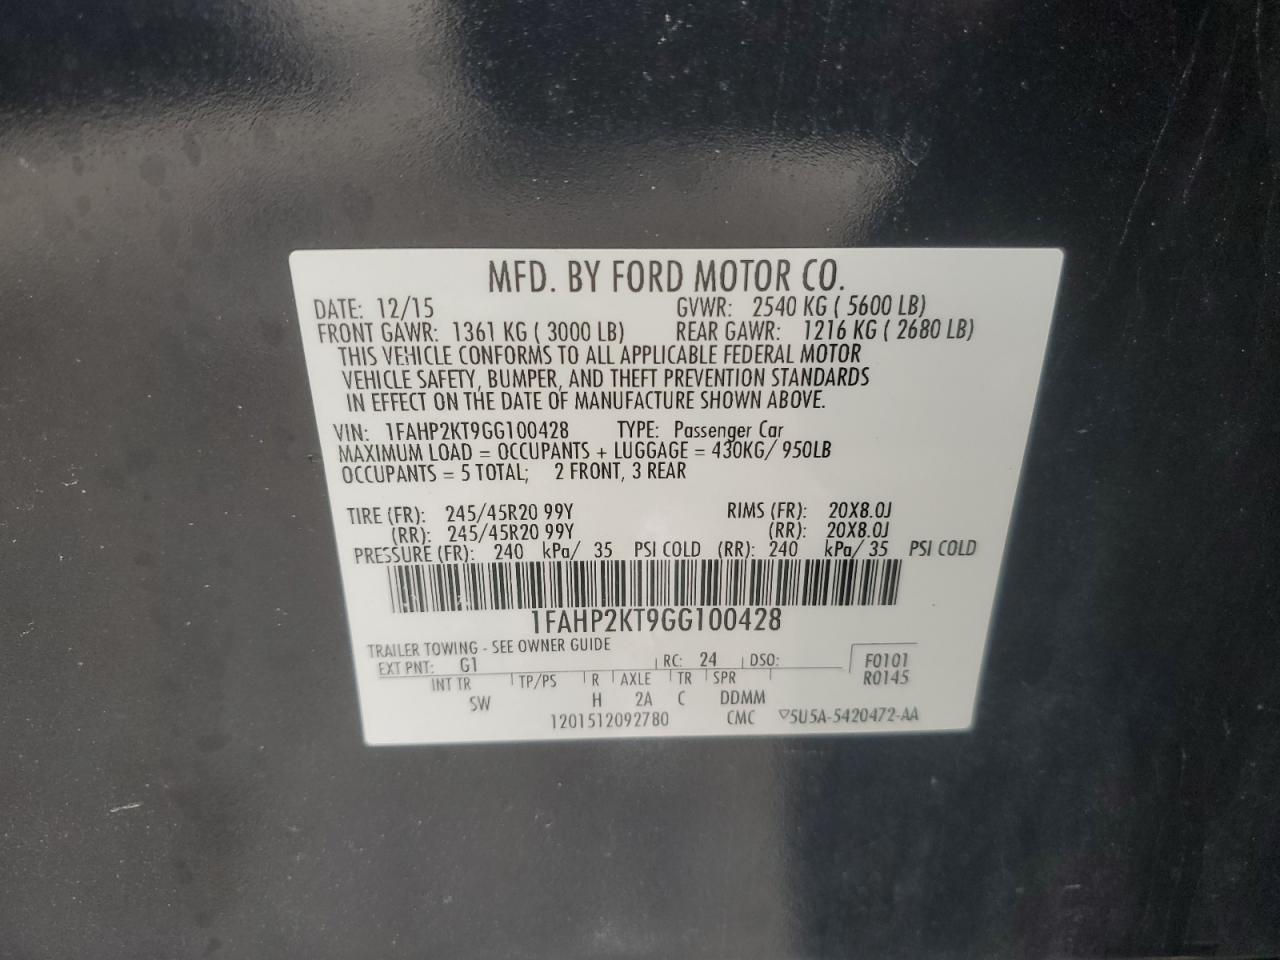 MFD. BY FORD MOTOR CO.
DATE: 12/15 GVWR: 2540 KG ( 5600 LB)
FRONT GAWR: 1361 KG ( 3000 LB) REAR GAWR: 1216 KG ( 2680 LB)
THIS VEHICLE CONFORMS TO ALL APPLICABLE FEDERAL MOTOR
VEHICLE SAFETY, BUMPER, AND THEFT PREVENTION STANDARDS
IN EFFECT ON THE DATE OF MANUFACTURE SHOWN ABOVE.
VIN: 1FAHP2KT9GG100428 TYPE: Passenger Car
MAXIMUM LOAD = OCCUPANTS + LUGGAGE = 430KG/ 950LB
OCCUPANTS = 5 TOTAL; 2 FRONT, 3 REAR
TIRE (FR): 245/45R20 99Y RIMS (FR): 20X8.0J
(RR): 245/45R20 99Y (RR): 20X8.0J
PRESSURE (FR): 240 kPa/ 35 PSI COLD (RR): 240 kPa/ 35 PSI COLD
1FAHP2KT9GG100428
TRAILER TOWING - SEE OWNER GUIDE
EXT PNT: G1 RC: 24 DSO: F0101
INT TR TP/PS R AXLE TR SPR R0145
SW H 2A C DDMM
1201512092780 CMC ▽5U5A-5420472-AA